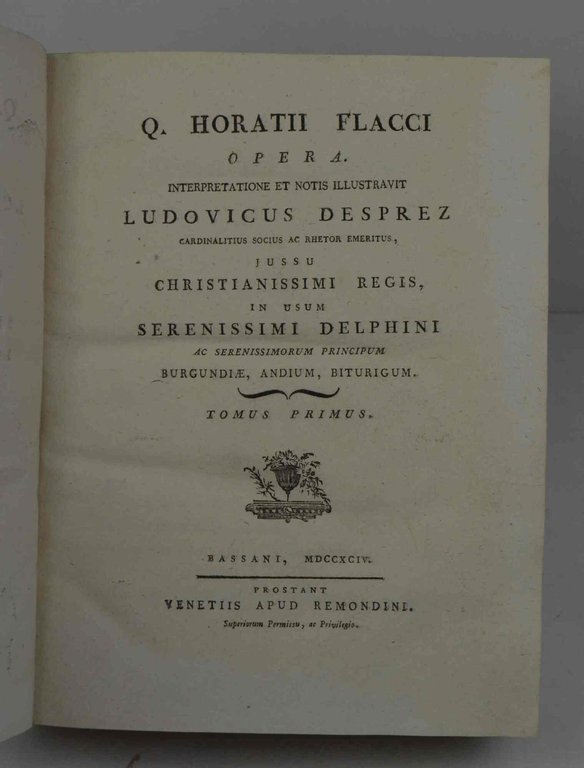 Q. HORATII FLACCI
OPERA.
INTERPRETATIONE ET NOTIS ILLUSTRAVIT
LUDOVICUS DESPREZ
CARDINALITIUS SOCIUS AC RHETOR EMERITUS,
JUSSU
CHRISTIANISSIMI REGIS,
IN USUM
SERENISSIMI DELPHINI
AC SERENISSIMORUM PRINCIPUM
BURGUNDIÆ, ANDIUM, BITURIGUM.
TOMUS PRIMUS.
BASSANI, MDCCXCIV.
PROSTANT
VENETIIS APUD REMONDINI.
Superiorum Permissu, ac Privilegio.